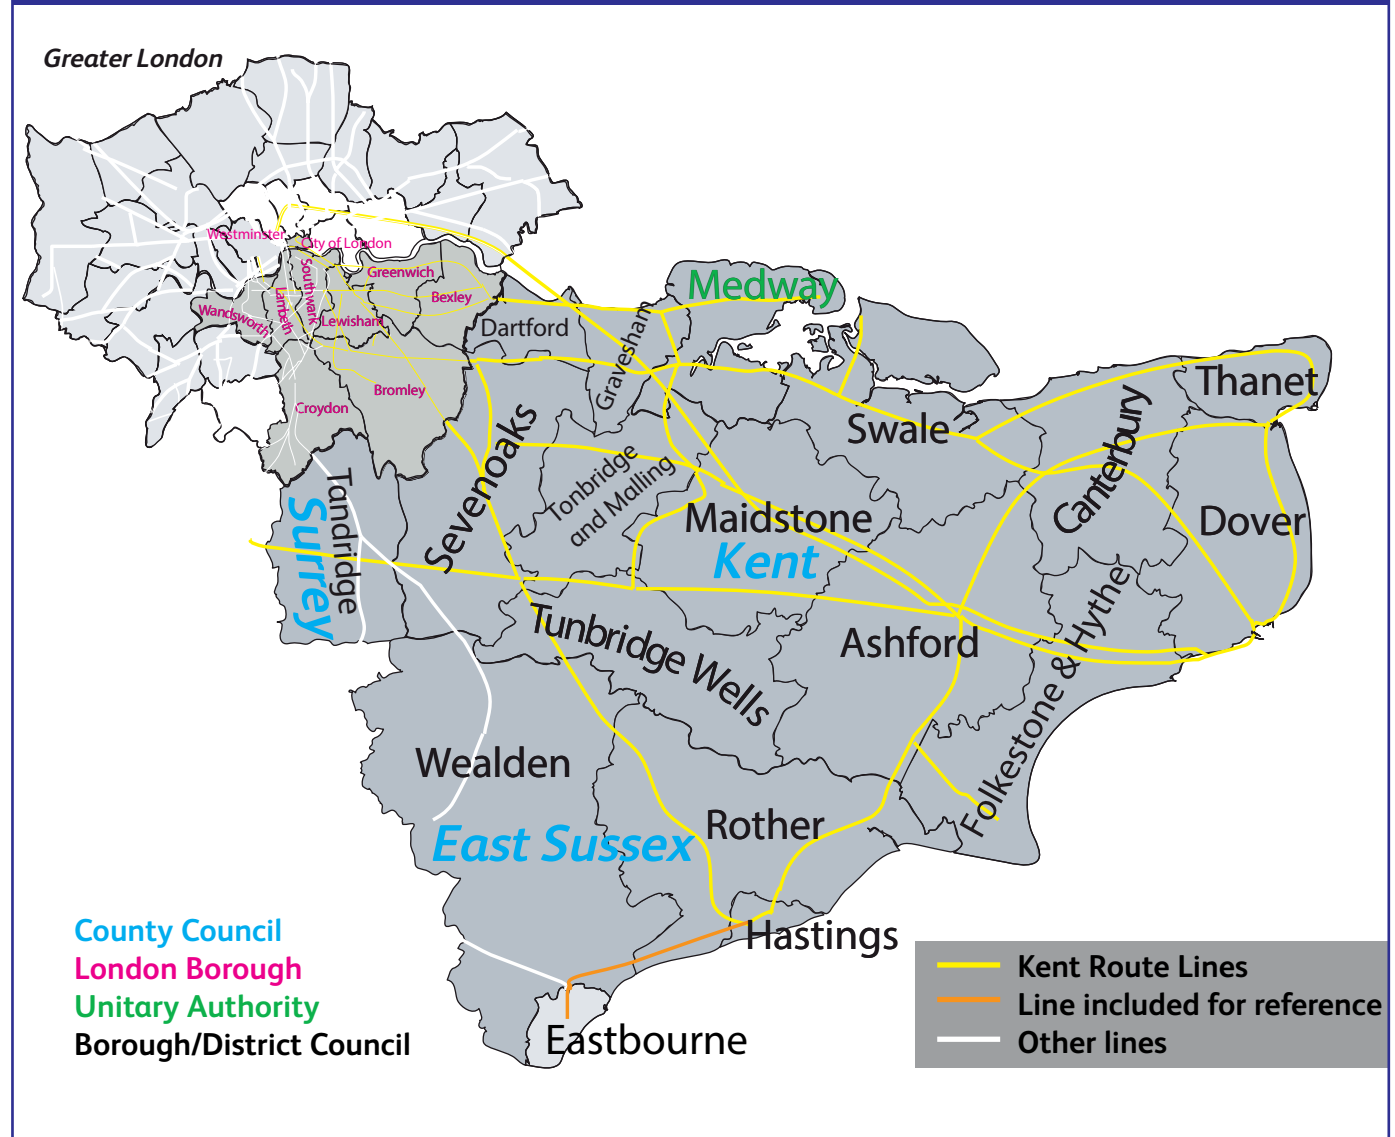 Greater London
Westminster
City of London
Greenwich
Southwark
Bexley
Lambeth
Wandsworth
Lewisham
Bromley
Croydon
Medway
Dartford
Gravesham
Thanet
Swale
Canterbury
Sevenoaks
Tonbridge
and Malling
Maidstone
Kent
Dover
Tandridge
Surrey
Tunbridge Wells
Ashford
Folkestone & Hythe
Wealden
Rother
East Sussex
Hastings
Eastbourne
County Council
London Borough
Unitary Authority
Borough/District Council
Kent Route Lines
Line included for reference
Other lines